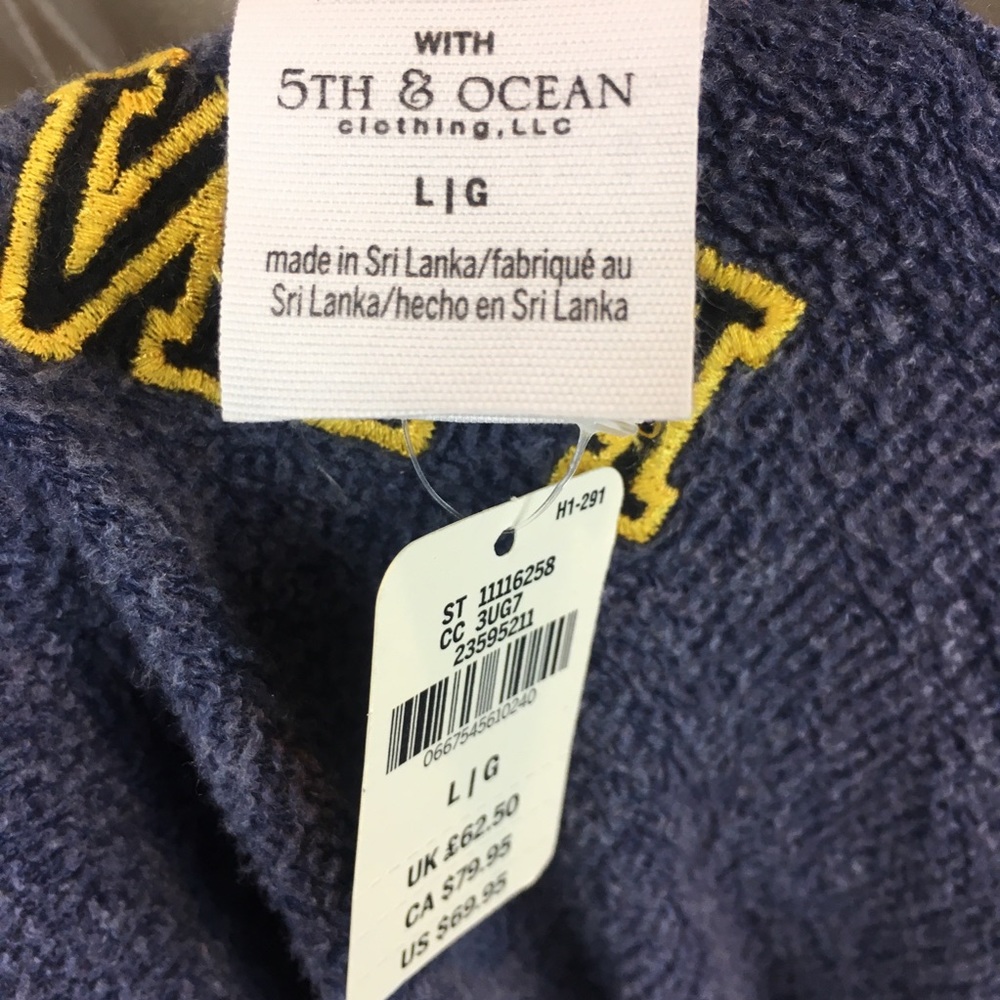 WITH
5TH & OCEAN
clothing, LLC
L|G
made in Sri Lanka/fabriqué au
Sri Lanka/hecho en Sri Lanka
H1-291
ST 11116258
CC 3UG7
23595211
0667545610240
L|G
UK £62.50
CA $79.95
US $69.95